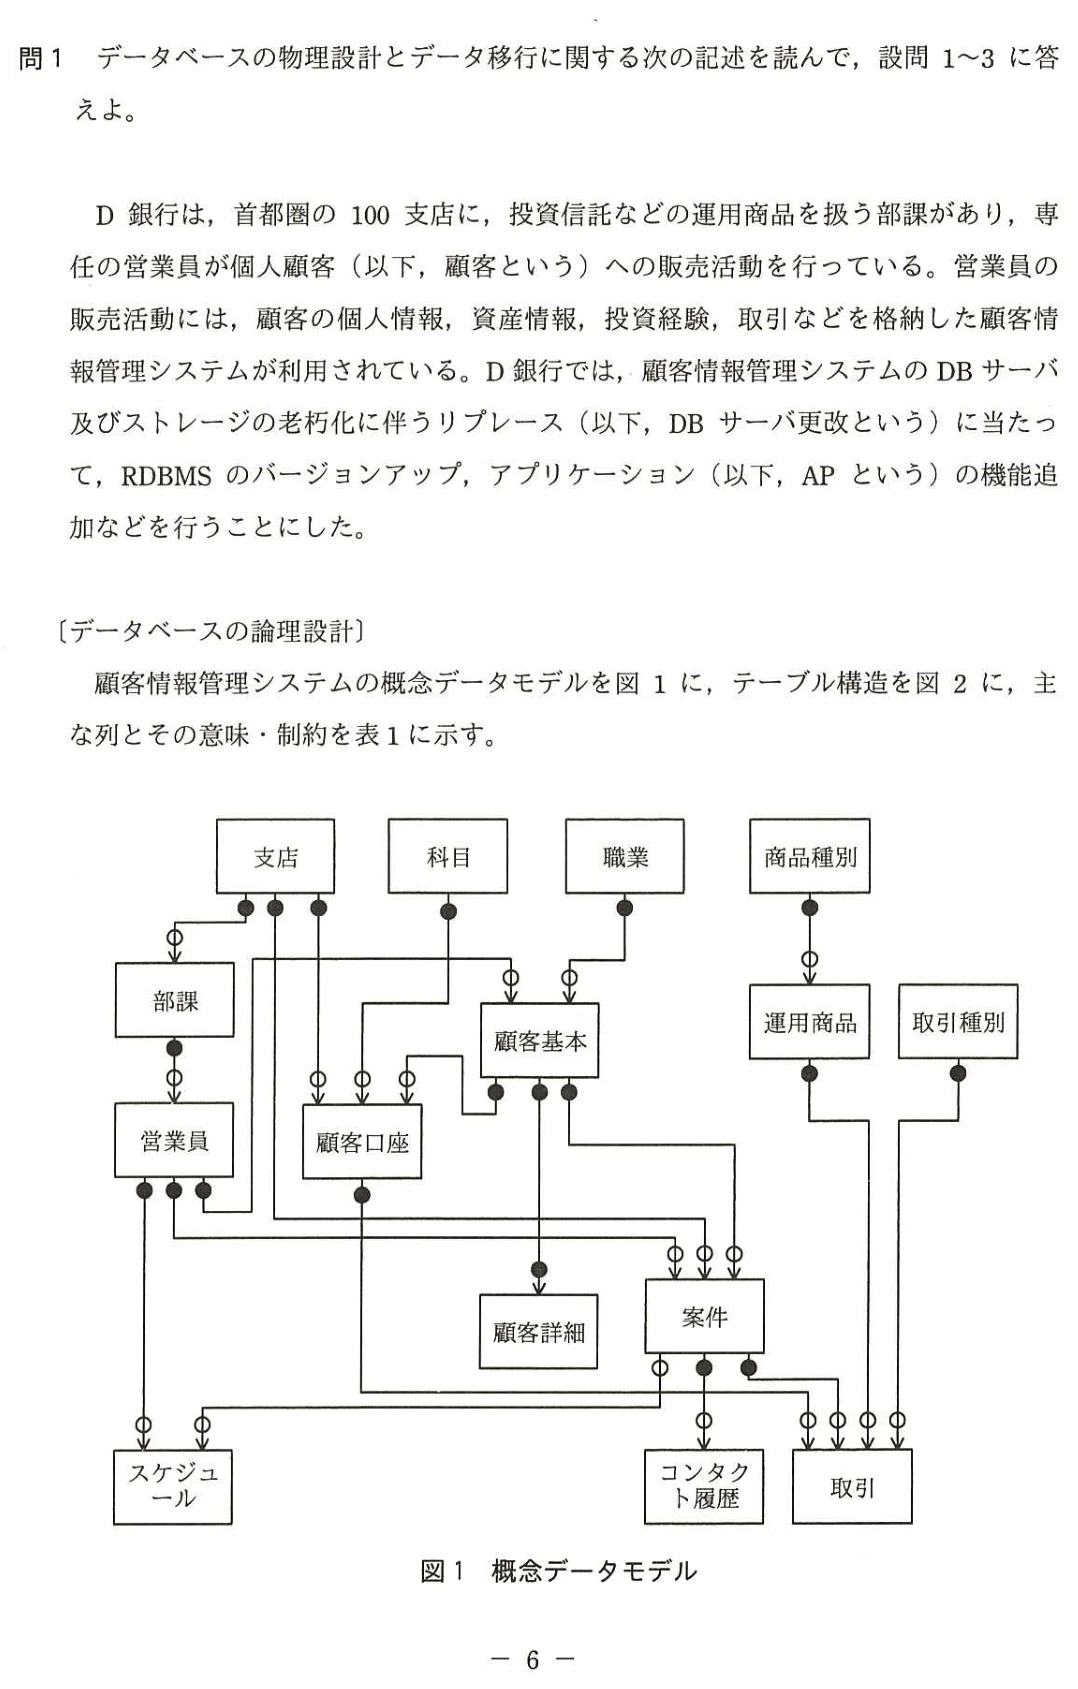 問1　データベースの物理設計とデータ移行に関する次の記述を読んで，設問 1～3 に答
えよ。
D 銀行は，首都圏の 100 支店に，投資信託などの運用商品を扱う部課があり，専
任の営業員が個人顧客（以下，顧客という）への販売活動を行っている。営業員の
販売活動には，顧客の個人情報，資産情報，投資経験，取引などを格納した顧客情
報管理システムが利用されている。D 銀行では，顧客情報管理システムの DB サーバ
及びストレージの老朽化に伴うリプレース（以下，DB サーバ更改という）に当たっ
て，RDBMS のバージョンアップ，アプリケーション（以下，AP という）の機能追
加などを行うことにした。
〔データベースの論理設計〕
顧客情報管理システムの概念データモデルを図 1 に，テーブル構造を図 2 に，主
な列とその意味・制約を表 1 に示す。
支店　科目　職業　商品種別
部課　顧客基本　運用商品　取引種別
営業員　顧客口座
顧客詳細　案件
スケジュ
ール
コンタク
ト履歴
取引
図 1　概念データモデル
－ 6 －